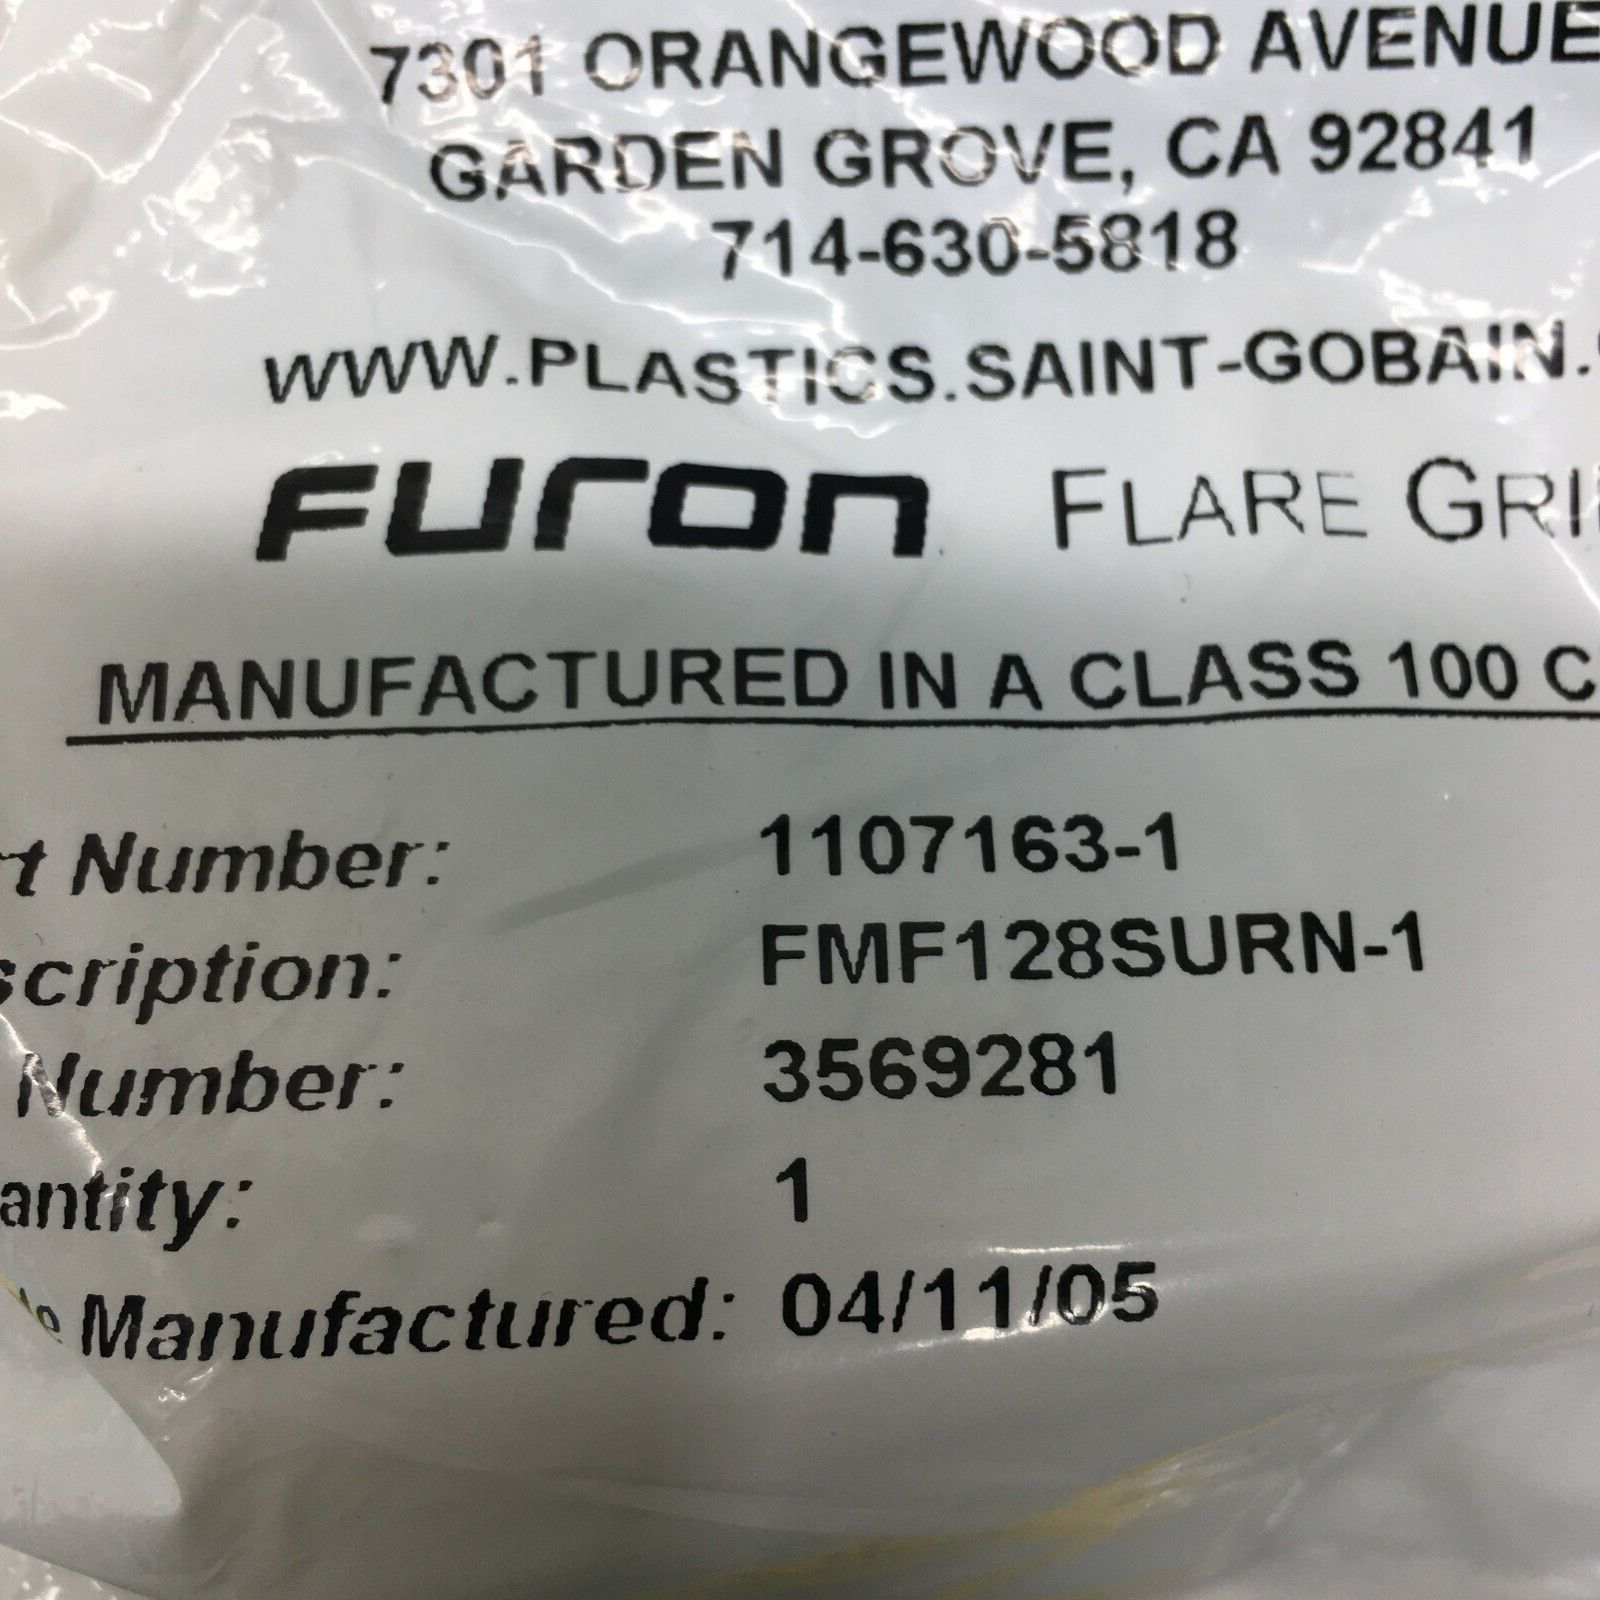 7301 ORANGEWOOD AVENUE
GARDEN GROVE, CA 92841
714-630-5818
WWW.PLASTICS.SAINT-GOBAIN.
FURON FLARE GRI
MANUFACTURED IN A CLASS 100 C
rt Number: 1107163-1
scription: FMF128SURN-1
Number: 3569281
antity: 1
Manufactured: 04/11/05